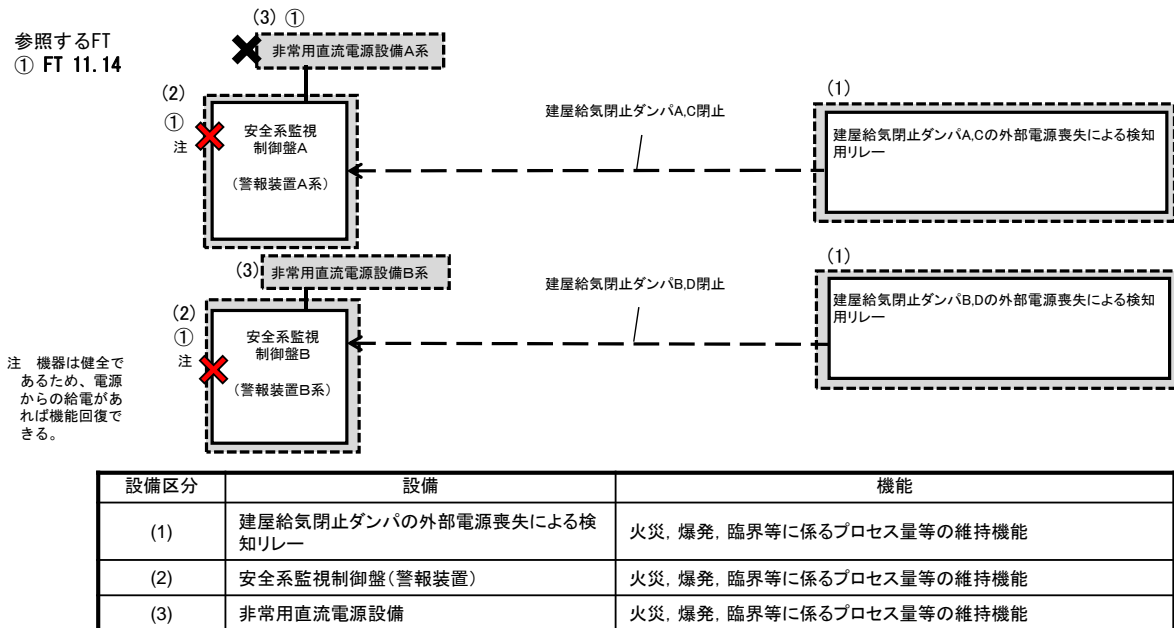 参照するFT
① FT 11.14
(3) ①
非常用直流電源設備A系
(2)
①
注
安全系監視
制御盤A
(警報装置A系)
建屋給気閉止ダンパA,C閉止
(1)
建屋給気閉止ダンパA,Cの外部電源喪失による検知
用リレー
(3)
非常用直流電源設備B系
(2)
①
注
安全系監視
制御盤B
(警報装置B系)
建屋給気閉止ダンパB,D閉止
(1)
建屋給気閉止ダンパB,Dの外部電源喪失による検知
用リレー
注 機器は健全で
あるため、電源
からの給電があ
れば機能回復で
きる。
設備区分 設備 機能
(1) 建屋給気閉止ダンパの外部電源喪失による検
知リレー 火災, 爆発, 臨界等に係るプロセス量等の維持機能
(2) 安全系監視制御盤(警報装置) 火災, 爆発, 臨界等に係るプロセス量等の維持機能
(3) 非常用直流電源設備 火災, 爆発, 臨界等に係るプロセス量等の維持機能